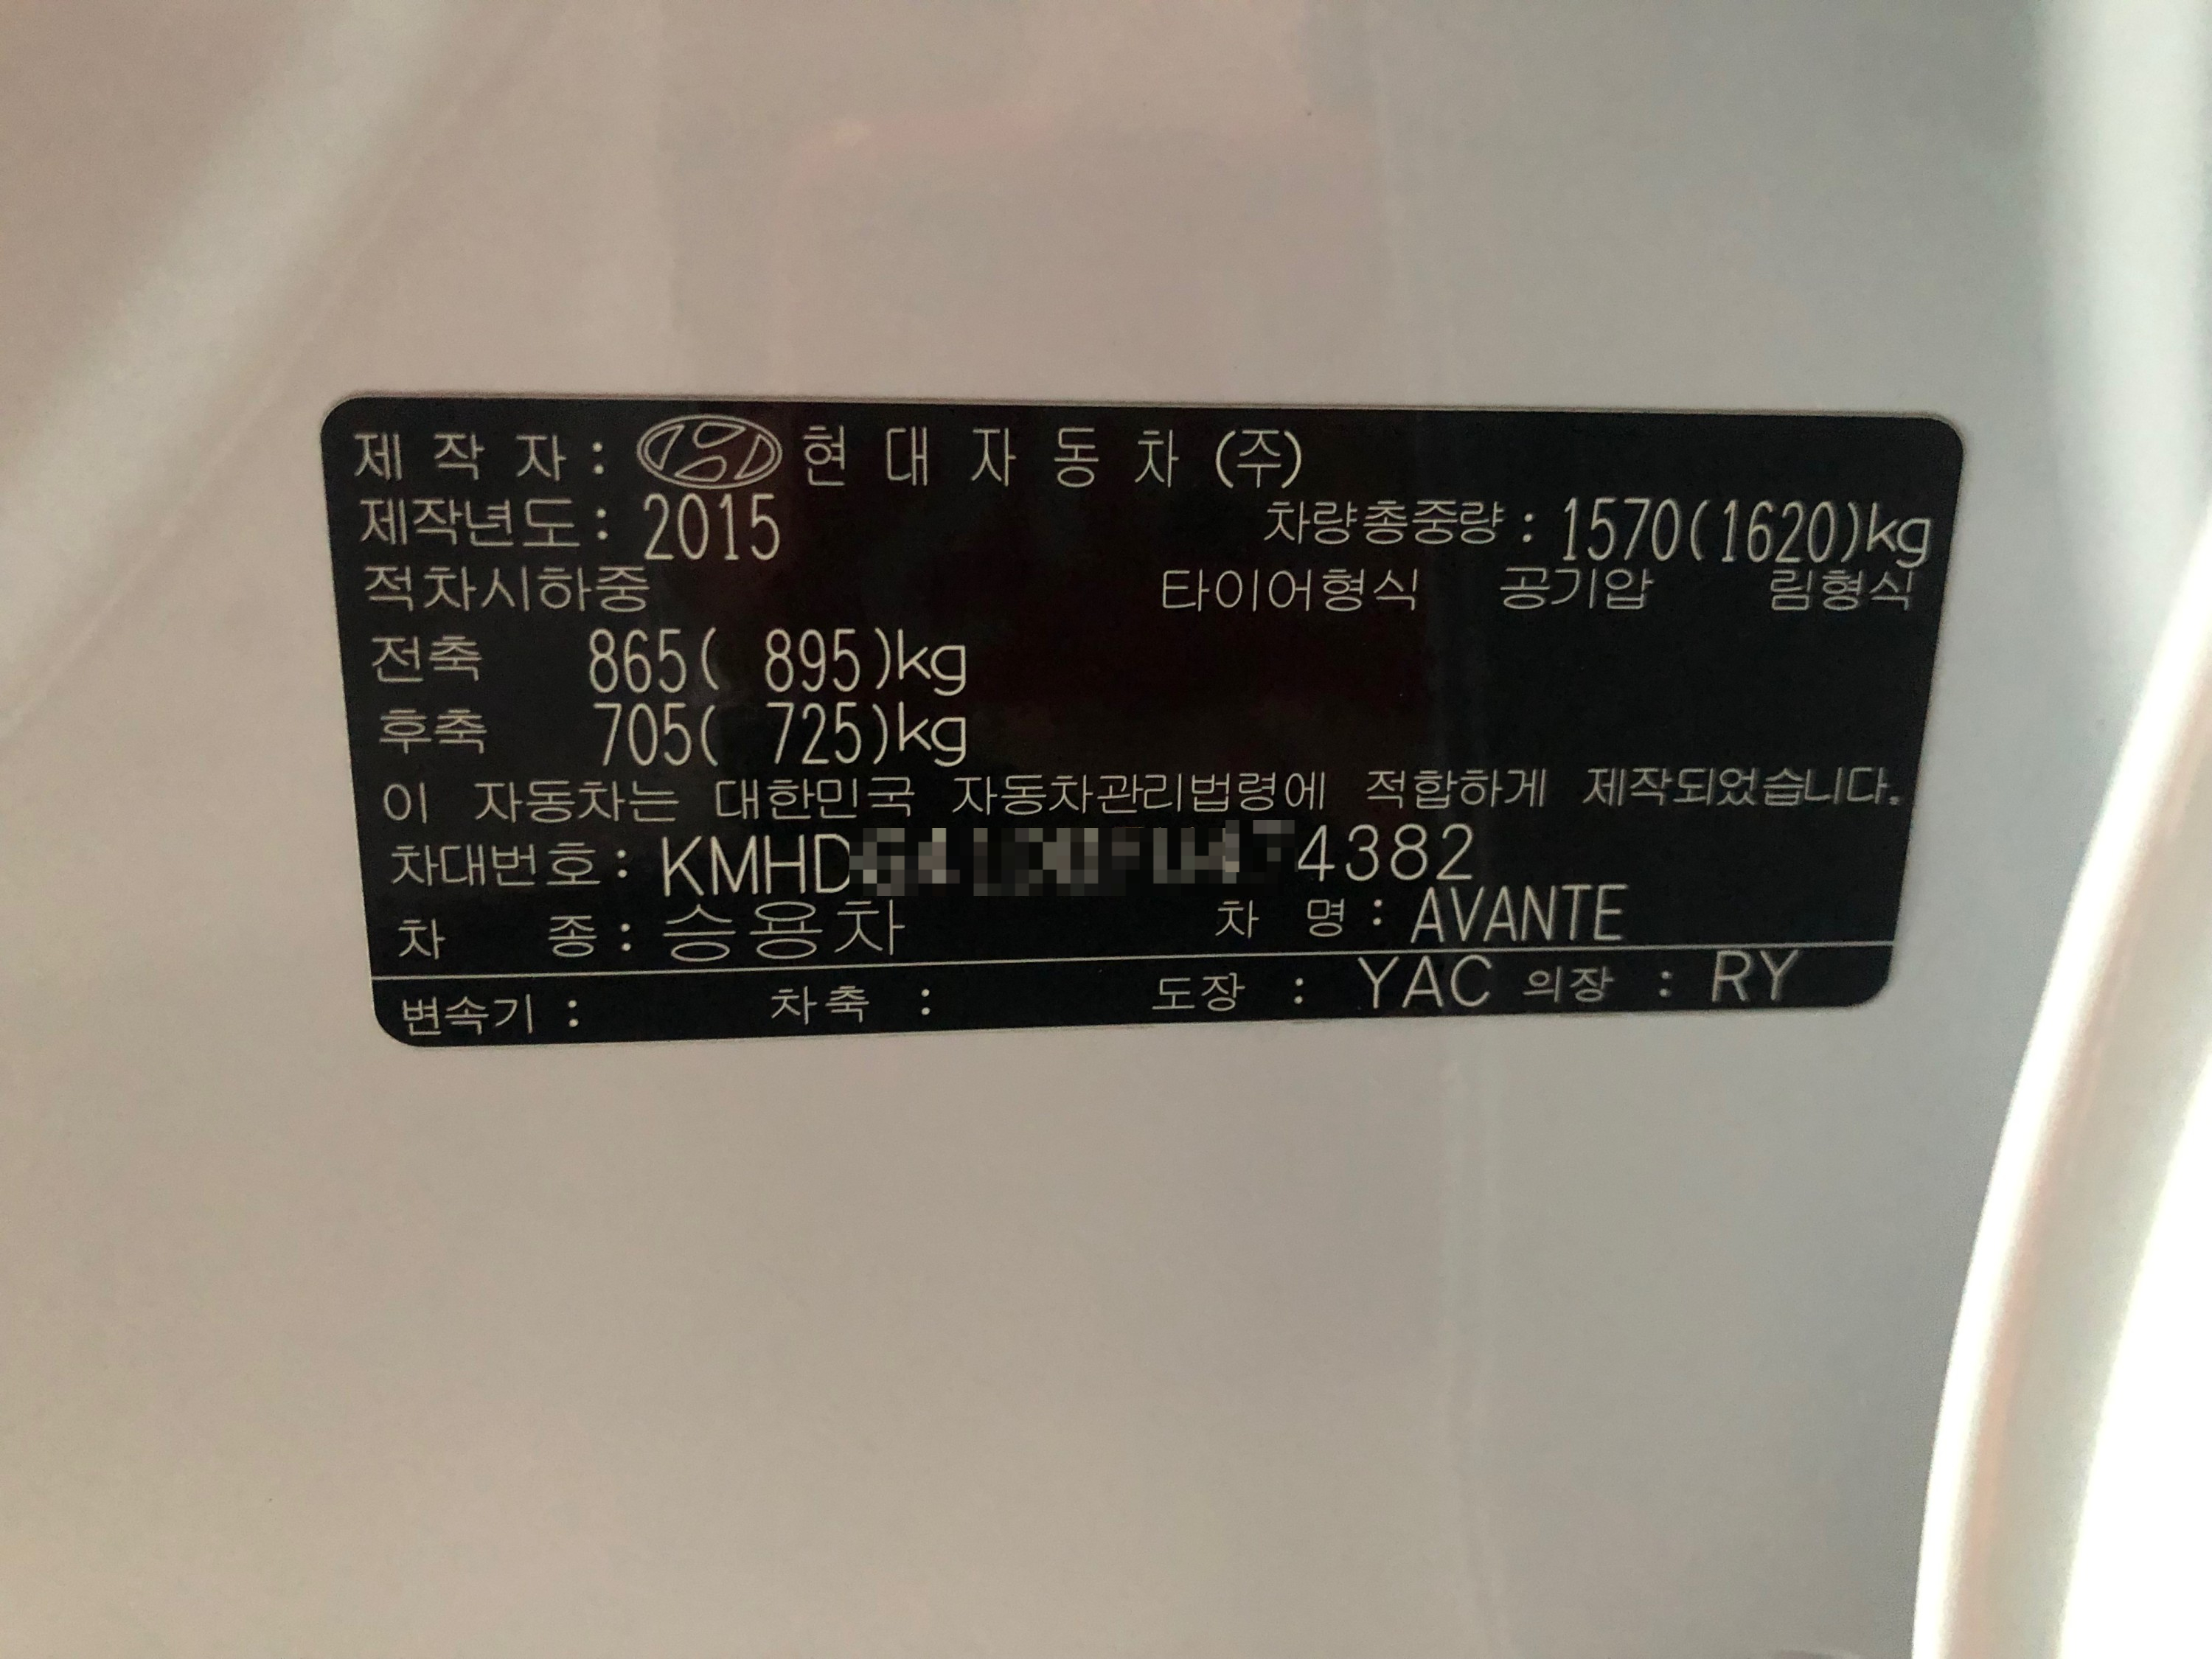 제 작 자 : 현 대 자 동 차 (주)
제작년도 : 2015 차량총중량 : 1570(1620)kg
적차시하중 타이어형식 공기압 림형식
전축 865( 895)kg
후축 705( 725)kg
이 자동차는 대한민국 자동차관리법령에 적합하게 제작되었습니다.
차대번호 : KMHD 4382
차 종 : 승용차 차 명 : AVANTE
변속기 : 차축 : 도장 : YAC 의장 : RY